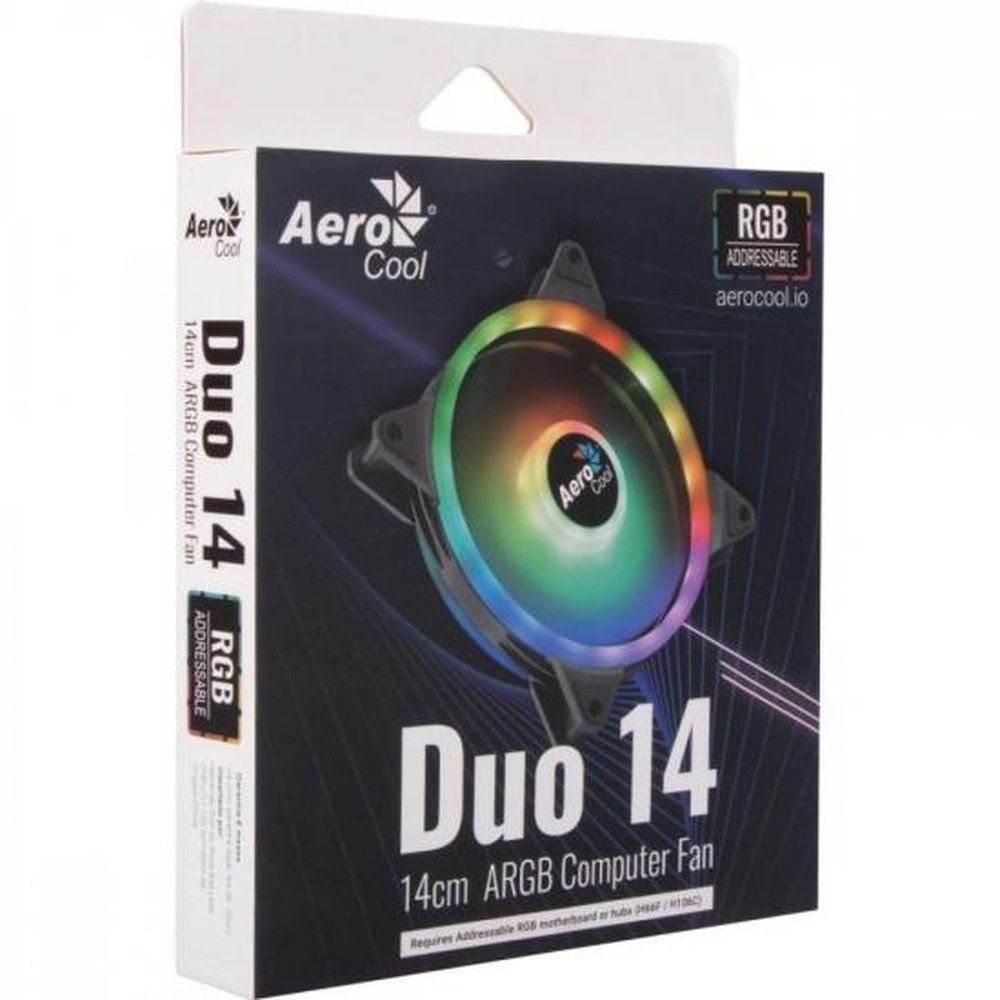 Aero
Cool
RGB
ADDRESSABLE
aerocool.io
Aero
Cool
Duo 14
14cm ARGB Computer Fan
Requires Addressable RGB motherboard or hubs (H66F / H106C)
Aero
Cool
Duo 14
14cm ARGB Computer Fan
RGB
ADDRESSABLE